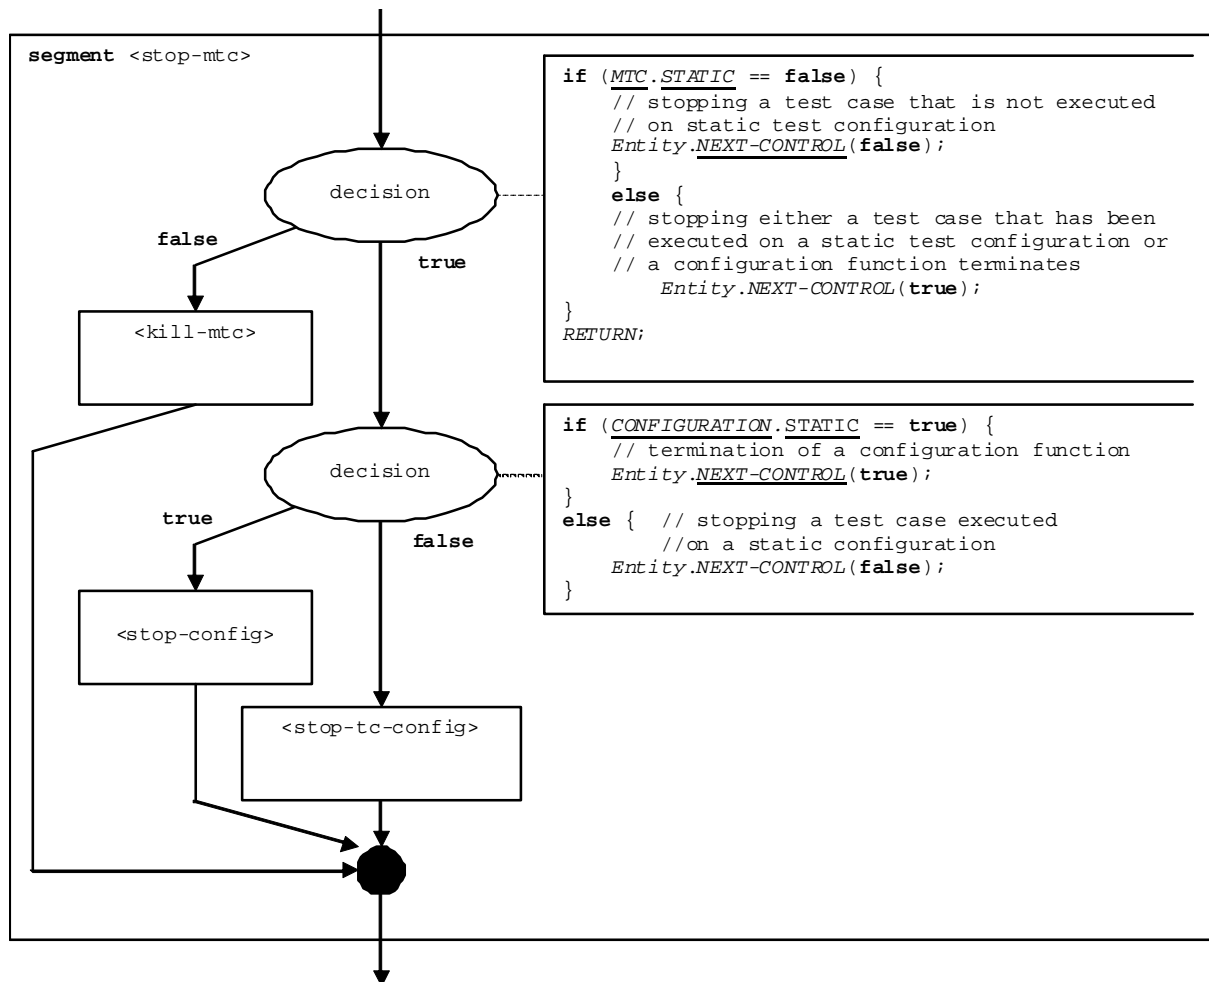 segment <stop-mtc>
if (MTC.STATIC == false) {
// stopping a test case that is not executed
// on static test configuration
Entity.NEXT-CONTROL(false);
}
else {
// stopping either a test case that has been
// executed on a static test configuration or
// a configuration function terminates
Entity.NEXT-CONTROL(true);
}
RETURN;
decision
false
true
<kill-mtc>
if (CONFIGURATION.STATIC == true) {
// termination of a configuration function
Entity.NEXT-CONTROL(true);
}
else { // stopping a test case executed
//on a static configuration
Entity.NEXT-CONTROL(false);
}
decision
true
false
<stop-config>
<stop-tc-config>